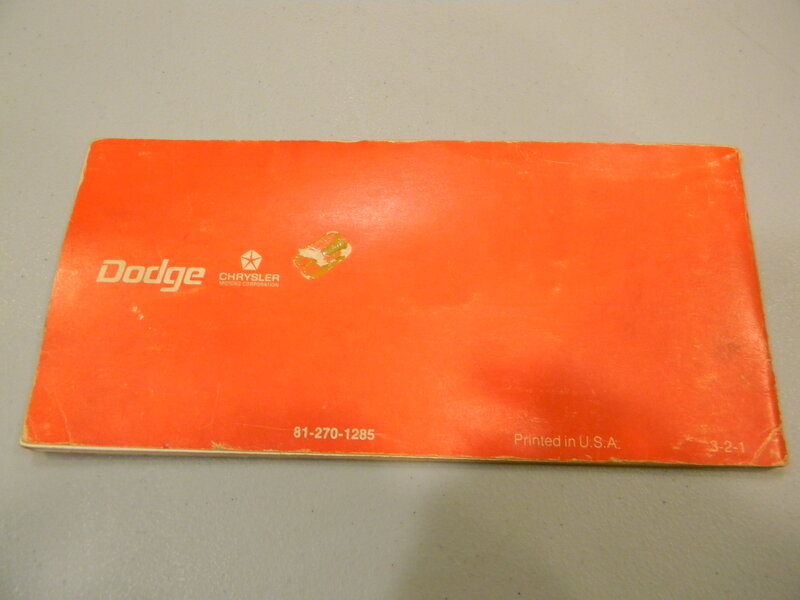 Dodge
CHRYSLER
MOTORS CORPORATION
81-270-1285
Printed in U.S.A.
3-2-1